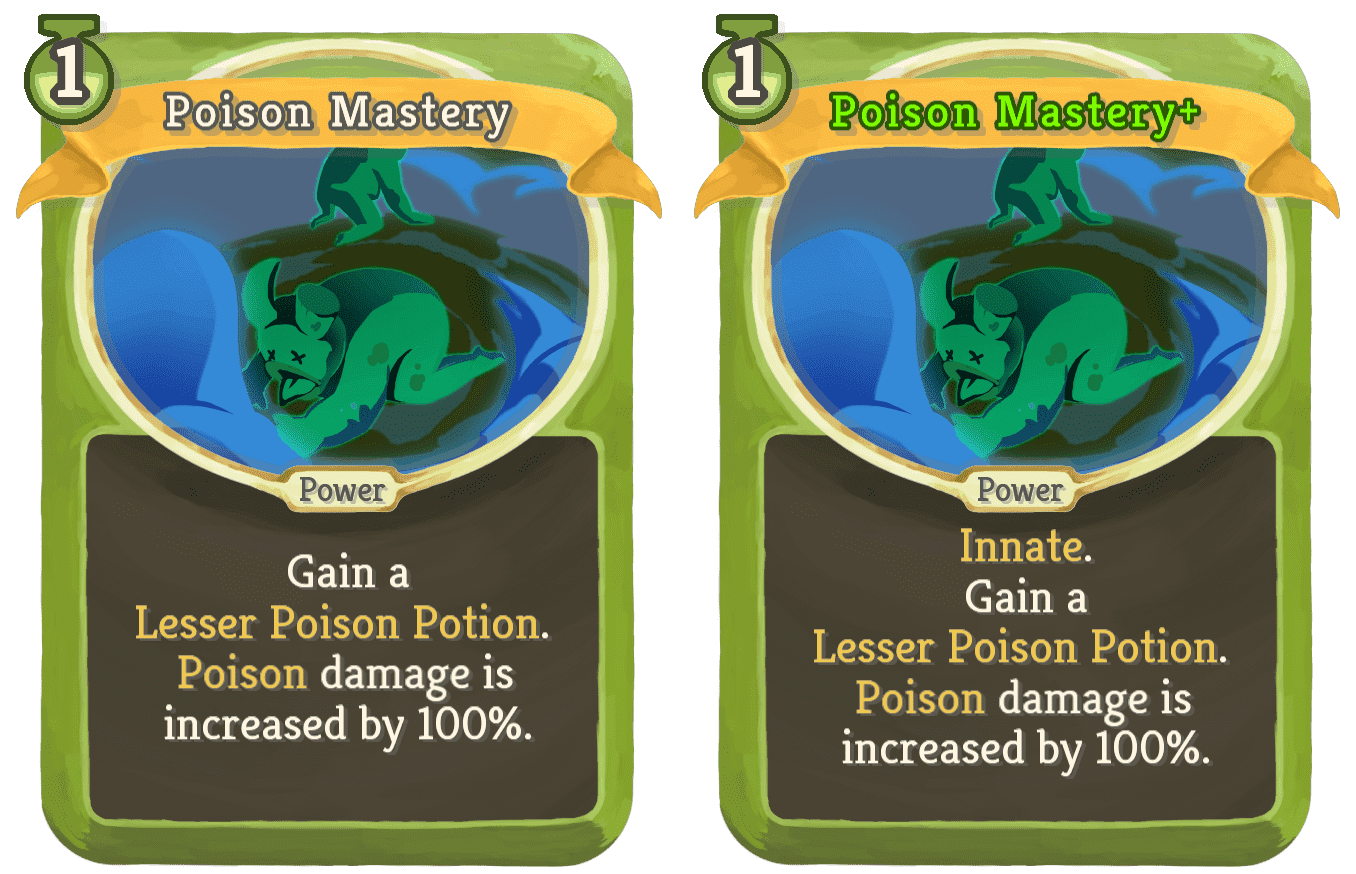 1
Poison Mastery
Power
Gain a
Lesser Poison Potion.
Poison damage is
increased by 100%.
1
Poison Mastery+
Power
Innate.
Gain a
Lesser Poison Potion.
Poison damage is
increased by 100%.